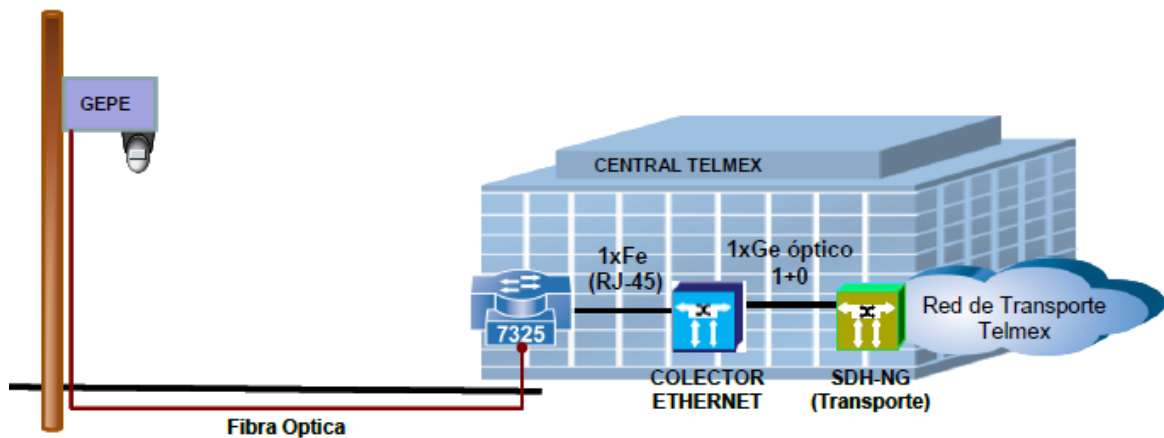 GEPE
CENTRAL TELMEX
1xFe
(RJ-45)
1xGe óptico
1+0
7325
Red de Transporte
Telmex
COLECTOR
ETHERNET
SDH-NG
(Transporte)
Fibra Optica